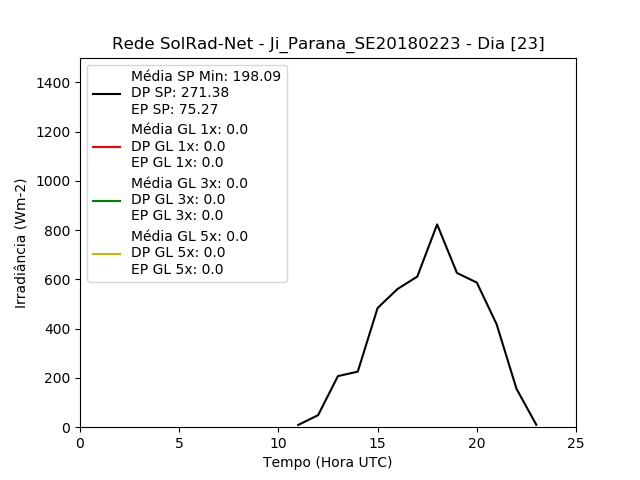 Rede SolRad-Net - Ji_Parana_SE20180223 - Dia [23]
Média SP Min: 198.09
DP SP: 271.38
EP SP: 75.27
Média GL 1x: 0.0
DP GL 1x: 0.0
EP GL 1x: 0.0
Média GL 3x: 0.0
DP GL 3x: 0.0
EP GL 3x: 0.0
Média GL 5x: 0.0
DP GL 5x: 0.0
EP GL 5x: 0.0
Irradiância (Wm-2)
1400
1200
1000
800
600
400
200
0
0 5 10 15 20 25
Tempo (Hora UTC)